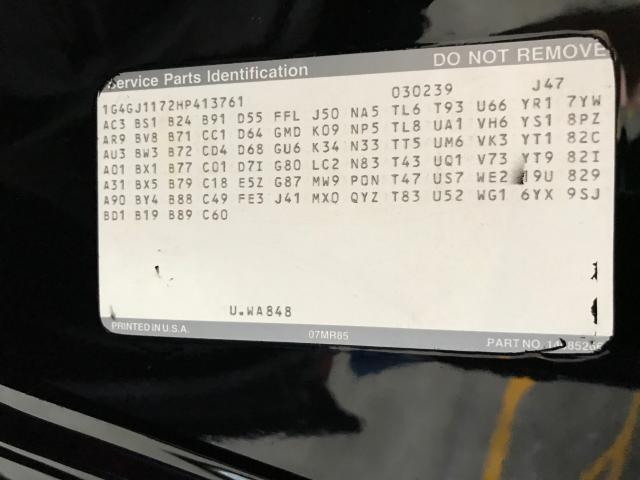 Service Parts Identification DO NOT REMOVE
1G4GJ1172HP413761 030239 J47
AC3 BS1 B24 B91 D55 FFL J50 NA5 TL6 T93 U66 YR1 7YW
AR9 BV8 B71 CC1 D64 GMD K09 NP5 TL8 UA1 VH6 YS1 8PZ
AU3 BW3 B72 CD4 D68 GU6 K34 N33 TT5 UM6 VK3 YT1 82C
A01 BX1 B77 C01 D7I G80 LC2 N83 T43 UQ1 V73 YT9 82I
A31 BX5 B79 C18 E5Z G87 MW9 PON T47 US7 WE2 19U 829
A90 BY4 B88 C49 FE3 J41 MX0 QYZ T83 U52 WG1 6YX 9SJ
BD1 B19 B89 C60
U.WA848
PRINTED IN U.S.A. 07MR85 PART NO.